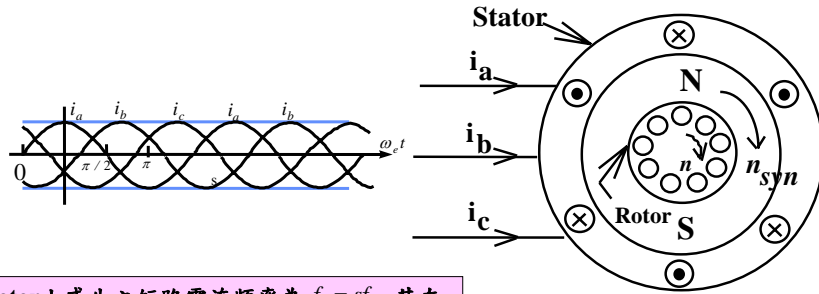 i_a i_b i_c i_a i_b
0 π/2 π s ω_e t
Stator
i_a
i_b
i_c
N
n
n_syn
Rotor
S